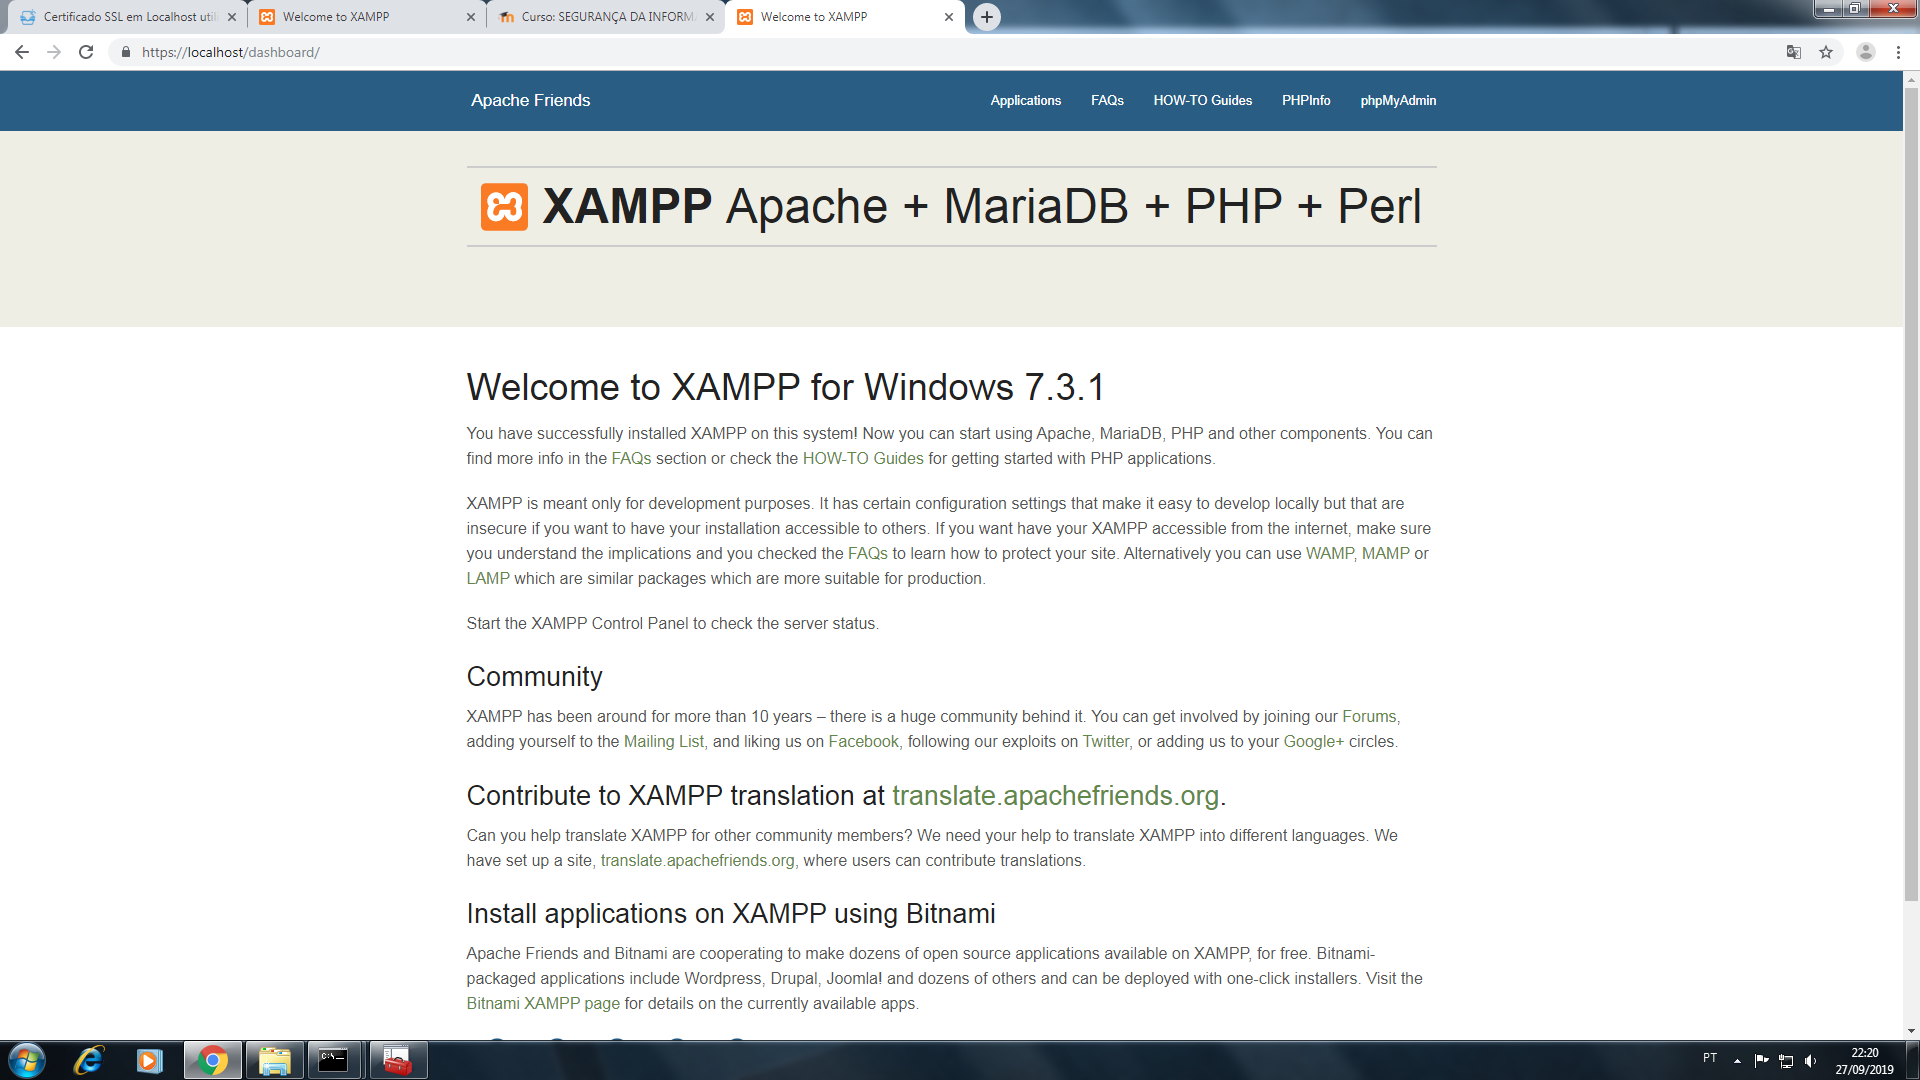 Certificado SSL em Localhost util
Welcome to XAMPP
Curso: SEGURANÇA DA INFORMA
Welcome to XAMPP
https://localhost/dashboard/
Apache Friends
Applications
FAQs
HOW-TO Guides
PHPInfo
phpMyAdmin
XAMPP Apache + MariaDB + PHP + Perl
Welcome to XAMPP for Windows 7.3.1
You have successfully installed XAMPP on this system! Now you can start using Apache, MariaDB, PHP and other components. You can
find more info in the FAQs section or check the HOW-TO Guides for getting started with PHP applications.
XAMPP is meant only for development purposes. It has certain configuration settings that make it easy to develop locally but that are
insecure if you want to have your installation accessible to others. If you want have your XAMPP accessible from the internet, make sure
you understand the implications and you checked the FAQs to learn how to protect your site. Alternatively you can use WAMP, MAMP or
LAMP which are similar packages which are more suitable for production.
Start the XAMPP Control Panel to check the server status.
Community
XAMPP has been around for more than 10 years – there is a huge community behind it. You can get involved by joining our Forums,
adding yourself to the Mailing List, and liking us on Facebook, following our exploits on Twitter, or adding us to your Google+ circles.
Contribute to XAMPP translation at translate.apachefriends.org.
Can you help translate XAMPP for other community members? We need your help to translate XAMPP into different languages. We
have set up a site, translate.apachefriends.org, where users can contribute translations.
Install applications on XAMPP using Bitnami
Apache Friends and Bitnami are cooperating to make dozens of open source applications available on XAMPP, for free. Bitnami-
packaged applications include Wordpress, Drupal, Joomla! and dozens of others and can be deployed with one-click installers. Visit the
Bitnami XAMPP page for details on the currently available apps.
PT
22:20
27/09/2019